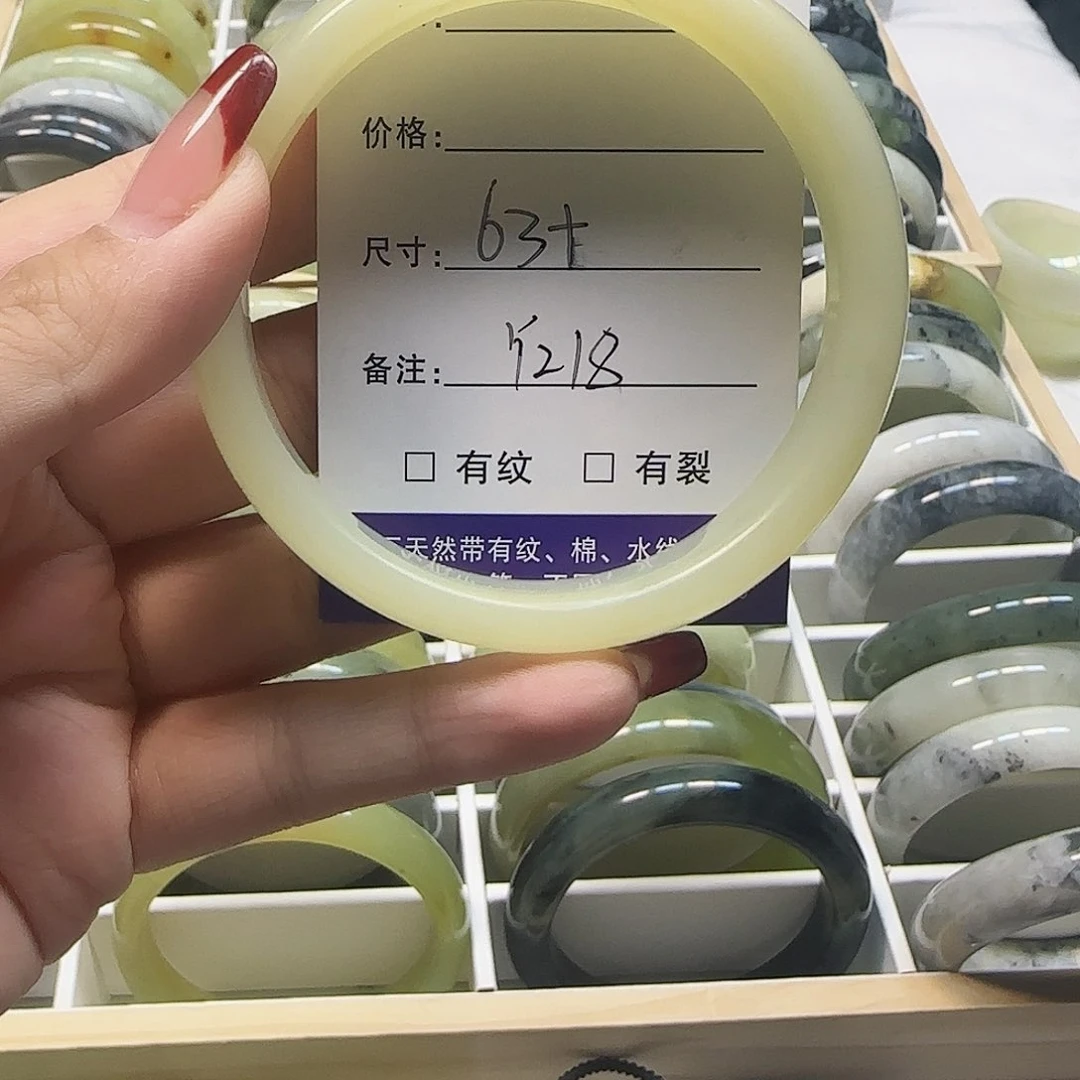 价格:
尺寸: 63+
备注: Y218
□ 有纹 □ 有裂
天然带有纹、棉、水线